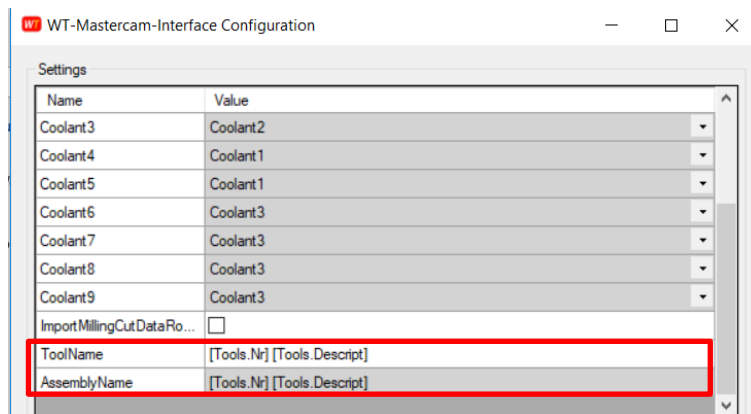 WT WT-Mastercam-Interface Configuration
Settings
Name Value
Coolant3 Coolant2
Coolant4 Coolant1
Coolant5 Coolant1
Coolant6 Coolant3
Coolant7 Coolant3
Coolant8 Coolant3
Coolant9 Coolant3
ImportMillingCutDataRo...
ToolName [Tools.Nr] [Tools.Descript]
AssemblyName [Tools.Nr] [Tools.Descript]